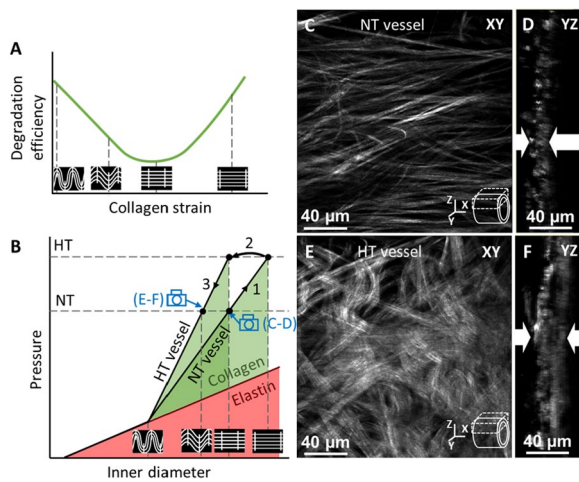 A
Degradation
efficiency
Collagen strain
B
HT
NT
Pressure
2
3
1
(E-F)
(C-D)
HT vessel
NT vessel
Collagen
Elastin
Inner diameter
C
NT vessel
XY
Z
X
Y
40 µm
D
YZ
40 µm
E
HT vessel
XY
Z
X
Y
40 µm
F
YZ
40 µm